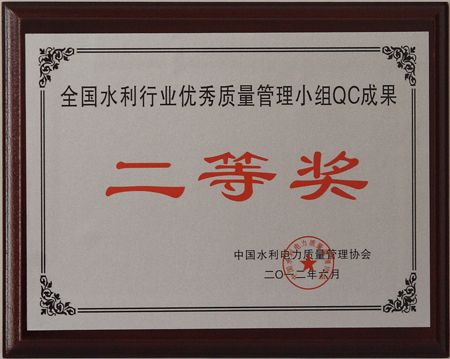 全国水利行业优秀质量管理小组QC成果
二等奖
中国水利电力质量管理协会
二〇一二年六月